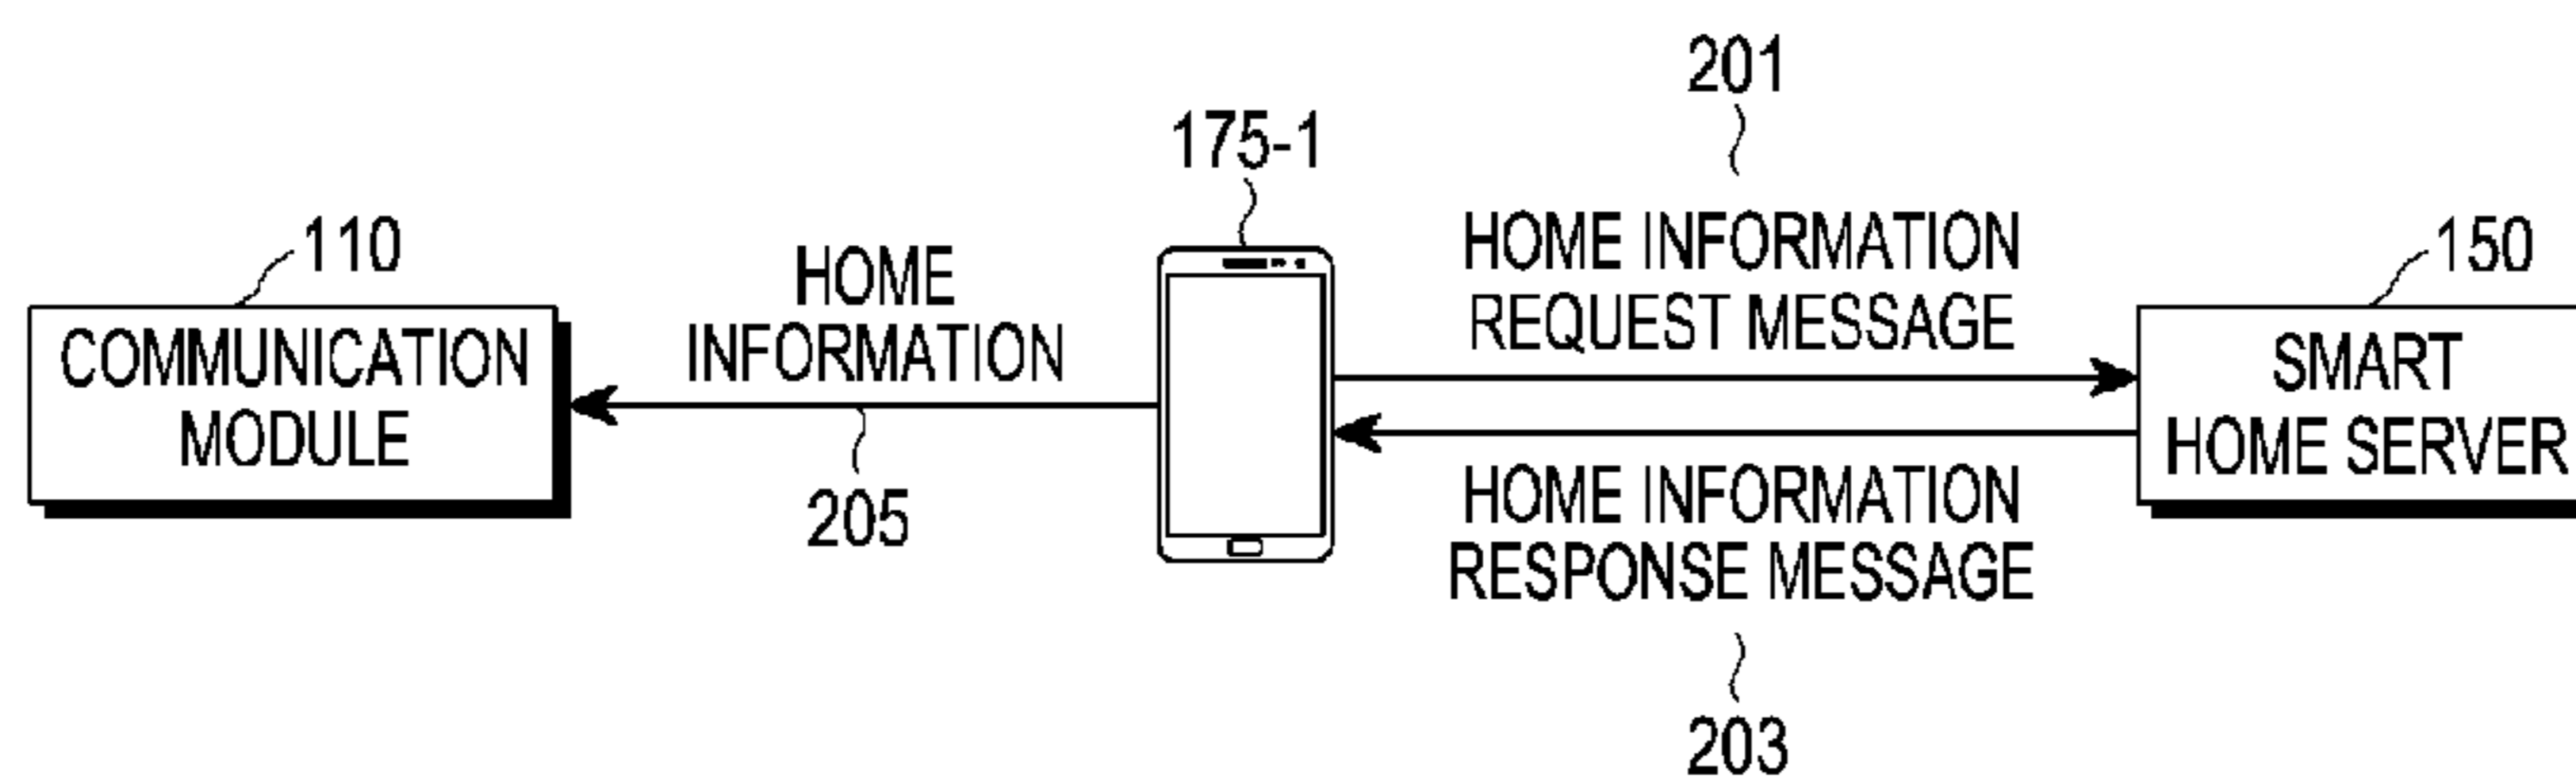 201
175-1
110
HOME
INFORMATION
HOME INFORMATION
REQUEST MESSAGE
150
COMMUNICATION
MODULE
SMART
HOME SERVER
205
HOME INFORMATION
RESPONSE MESSAGE
203